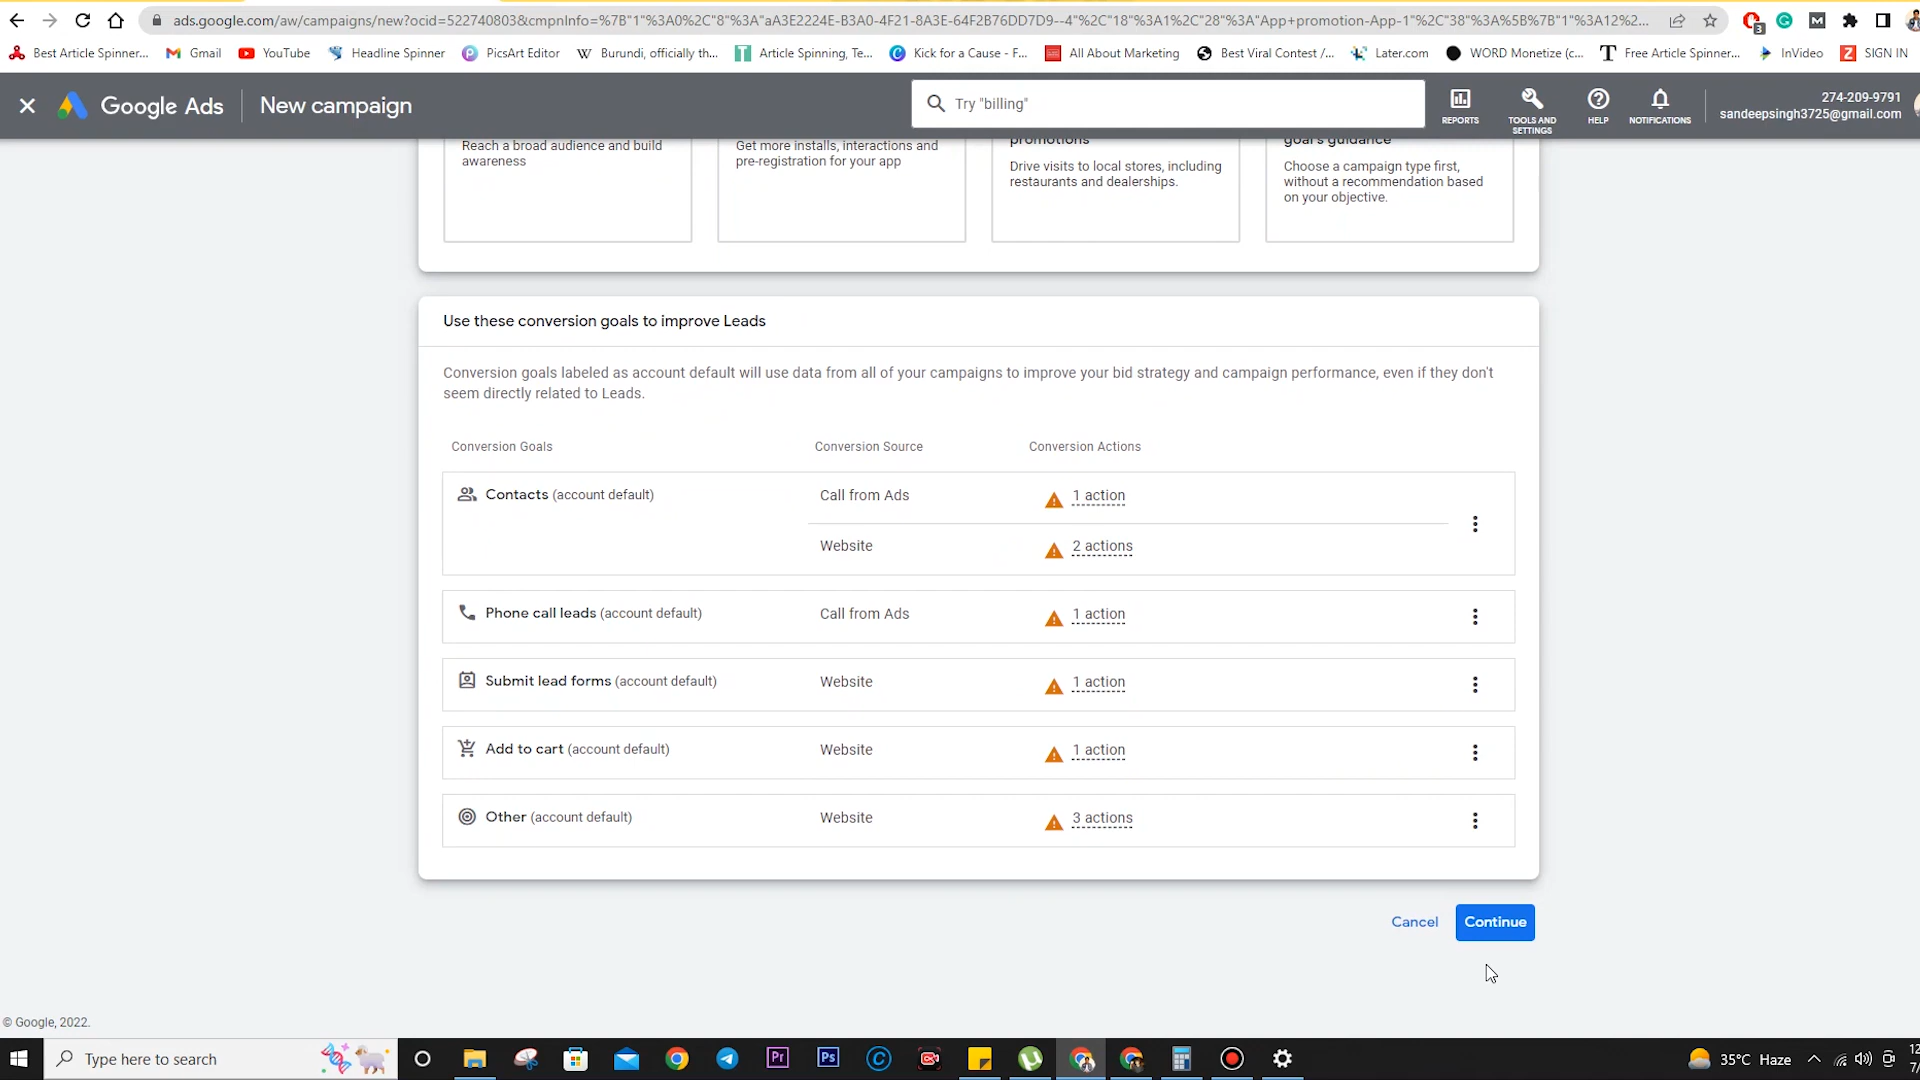 ads.google.com/aw/campaigns/new?ocid=522740803&cmpnInfo=%7B"1"%3A0%2C"8"%3A"aA3E2224E-B3A0-4F21-8A3E-64F2B76DD7D9--4"%2C"18"%3A1%2C"28"%3A"App+promotion-App-1"%2C"38"%3A%5B%7B"1"%3A12%2...
3
Best Article Spinner...
Gmail
YouTube
Headline Spinner
PicsArt Editor
Burundi, officially th...
Article Spinning, Te...
Kick for a Cause - F...
All About Marketing
Best Viral Contest /...
Later.com
WORD Monetize (c...
Free Article Spinner...
InVideo
SIGN IN
Google Ads
New campaign
Try "billing"
REPORTS
TOOLS AND
SETTINGS
HELP
NOTIFICATIONS
274-209-9791
sandeepsingh3725@gmail.com
Reach a broad audience and build
awareness
Get more installs, interactions and
pre-registration for your app
promotions
Drive visits to local stores, including
restaurants and dealerships.
goal's guidance
Choose a campaign type first,
without a recommendation based
on your objective.
Use these conversion goals to improve Leads
Conversion goals labeled as account default will use data from all of your campaigns to improve your bid strategy and campaign performance, even if they don't
seem directly related to Leads.
Conversion Goals
Conversion Source
Conversion Actions
Contacts (account default)
Call from Ads
1 action
Website
2 actions
Phone call leads (account default)
Call from Ads
1 action
Submit lead forms (account default)
Website
1 action
Add to cart (account default)
Website
1 action
Other (account default)
Website
3 actions
Cancel
Continue
© Google, 2022.
Type here to search
Pr
Ps
35°C Haze